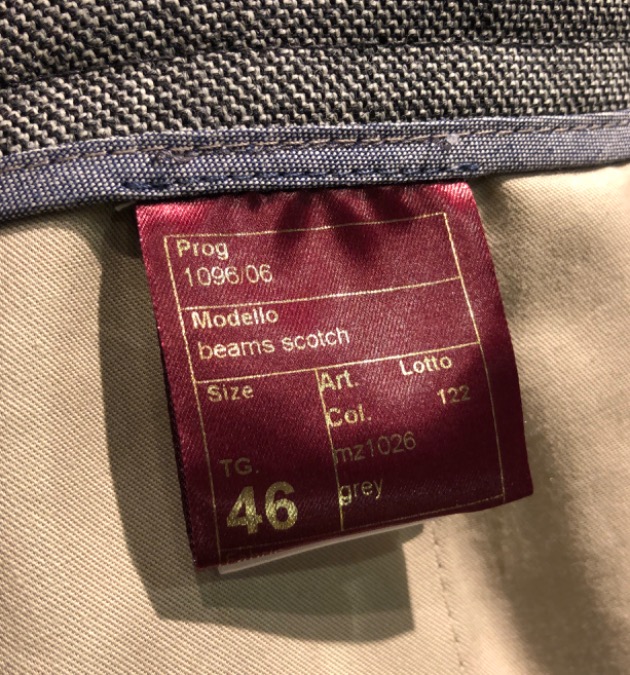 Prog
1096/06
Modello
beams scotch
Size
TG.
46
Art.
Lotto
Col.
122
mz1026
grey